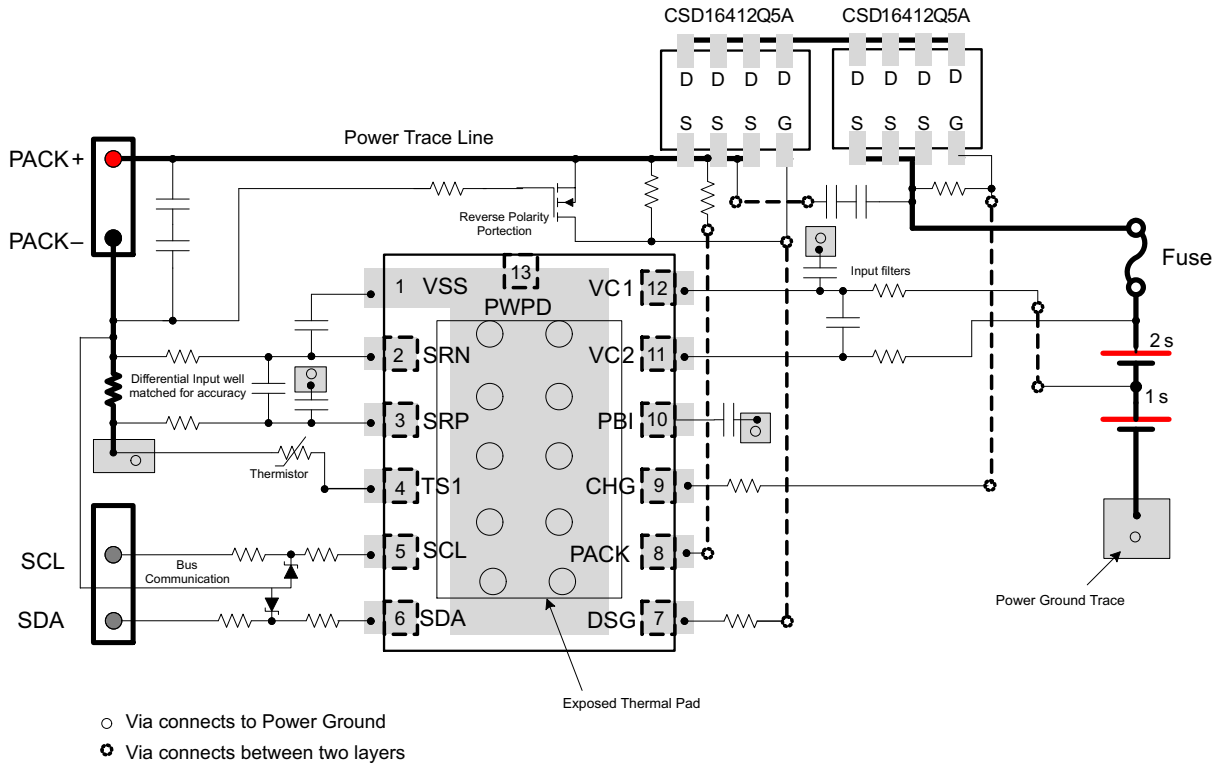 CSD16412Q5A
CSD16412Q5A
D D D D
D D D D
S S S G
S S S G
Power Trace Line
PACK+
PACK–
Reverse Polarity
Portection
Fuse
Input filters
13
PWPD
1 VSS
VC1 12
2 SRN
VC2 11
2 s
Differential Input well
matched for accuracy
1 s
3 SRP
PBI 10
Thermistor
4 TS1
CHG 9
SCL
5 SCL
PACK 8
Bus
Communication
SDA
6 SDA
DSG 7
Power Ground Trace
Exposed Thermal Pad
Via connects to Power Ground
Via connects between two layers